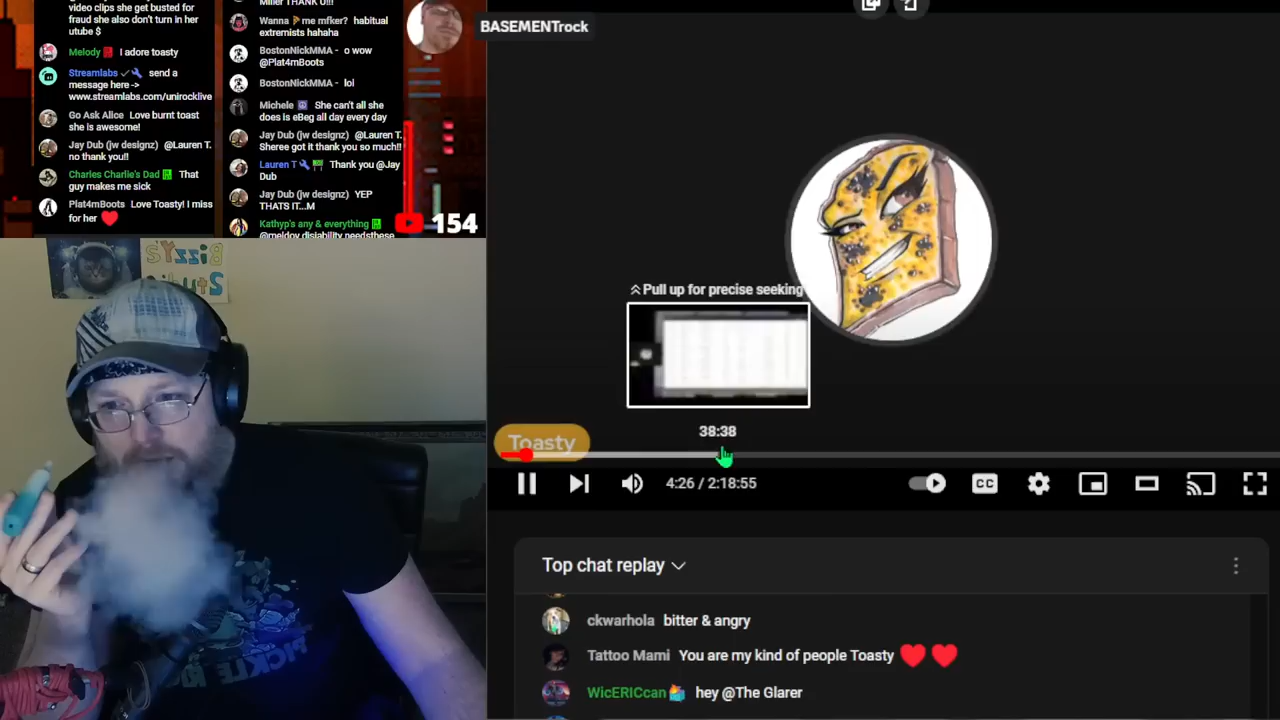 video clips she get busted for
fraud she also don't turn in her
utube $
Melody I adore toasty
Streamlabs send a
message here ->
www.streamlabs.com/unirocklive
Go Ask Alice Love burnt toast
she is awesome!
Jay Dub (jw designz) @Lauren T.
no thank you!!
Charles Charlie's Dad That
guy makes me sick
Plat4mBoots Love Toasty! I miss
for her
Miller THANK U!!!
Wanna me mfker? habitual
extremists hahaha
BostonNickMMA - o wow
@Plat4mBoots
BostonNickMMA - lol
Michele She can't all she
does is eBeg all day every day
Jay Dub (jw designz) @Lauren T.
Sheree got it thank you so much!!
Lauren T Thank you @Jay
Dub
Jay Dub (jw designz) YEP
THATS IT...M
Kathyp's any & everything
@meldoy disiability needsthese
154
BASEMENTrock
Pull up for precise seeking
38:38
Toasty
4:26 / 2:18:55
CC
Top chat replay
ckwarhola bitter & angry
Tattoo Mami You are my kind of people Toasty
WicERICcan hey @The Glarer
BizzYs
PICKLE